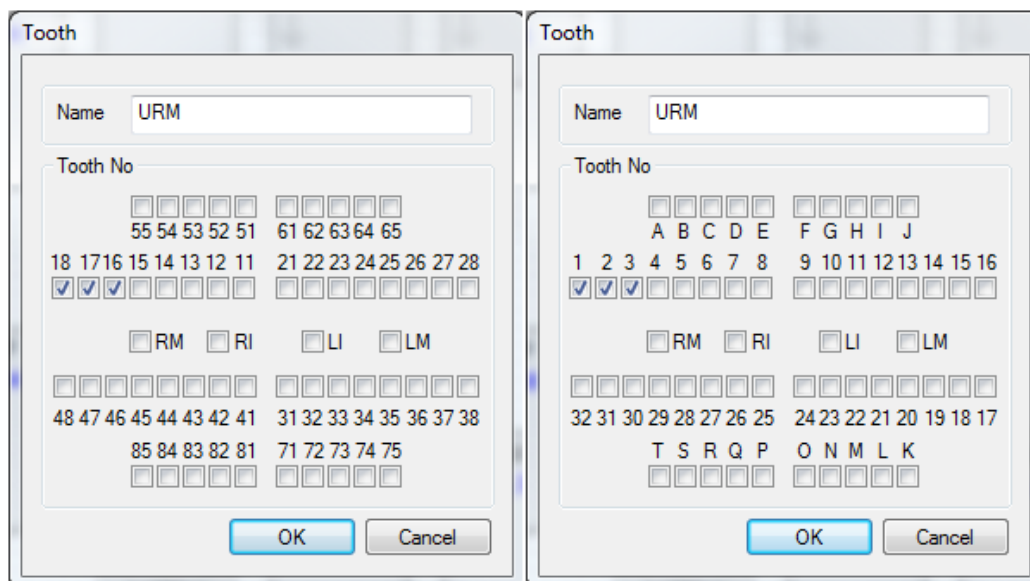 Tooth
Name URM
Tooth No
55 54 53 52 51 61 62 63 64 65
18 17 16 15 14 13 12 11 21 22 23 24 25 26 27 28
RM RI LI LM
48 47 46 45 44 43 42 41 31 32 33 34 35 36 37 38
85 84 83 82 81 71 72 73 74 75
OK Cancel
Tooth
Name URM
Tooth No
A B C D E F G H I J
1 2 3 4 5 6 7 8 9 10 11 12 13 14 15 16
RM RI LI LM
32 31 30 29 28 27 26 25 24 23 22 21 20 19 18 17
T S R Q P O N M L K
OK Cancel